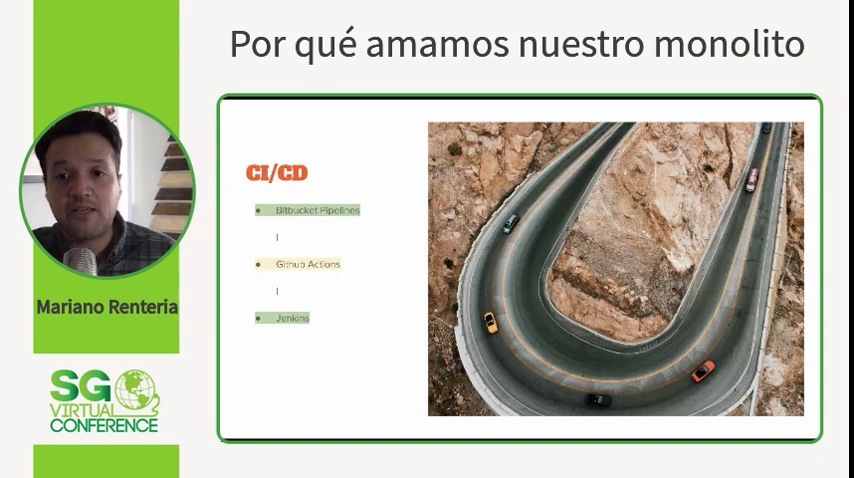 Por qué amamos nuestro monolito
CI/CD
• Bitbucket Pipelines
|
• Github Actions
|
• Jenkins
Mariano Renteria
SG
VIRTUAL
CONFERENCE